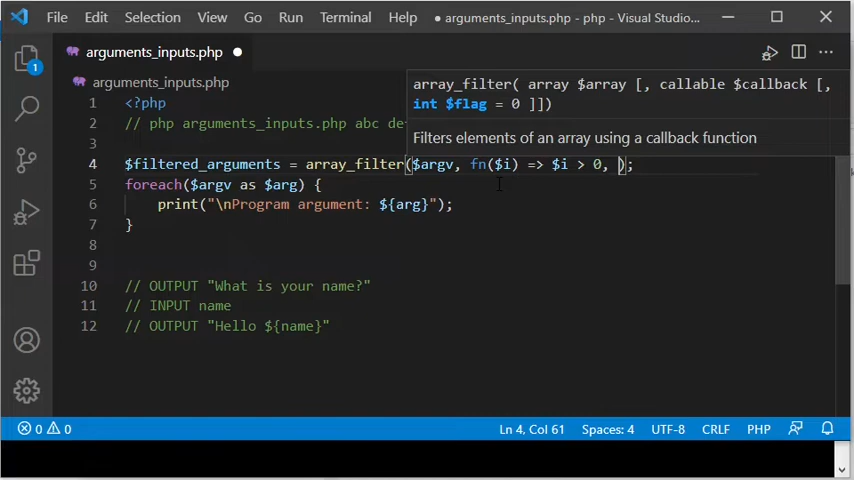 File Edit Selection View Go Run Terminal Help ● arguments_inputs.php - php - Visual Studio...
arguments_inputs.php ●
arguments_inputs.php
array_filter( array $array [, callable $callback [,
int $flag = 0 ]])
Filters elements of an array using a callback function
1 <?php
2 // php arguments_inputs.php abc de
3
4 $filtered_arguments = array_filter($argv, fn($i) => $i > 0, );
5 foreach($argv as $arg) {
6 print("\nProgram argument: ${arg}");
7 }
8
9
10 // OUTPUT "What is your name?"
11 // INPUT name
12 // OUTPUT "Hello ${name}"
1
0 0 Ln 4, Col 61 Spaces: 4 UTF-8 CRLF PHP